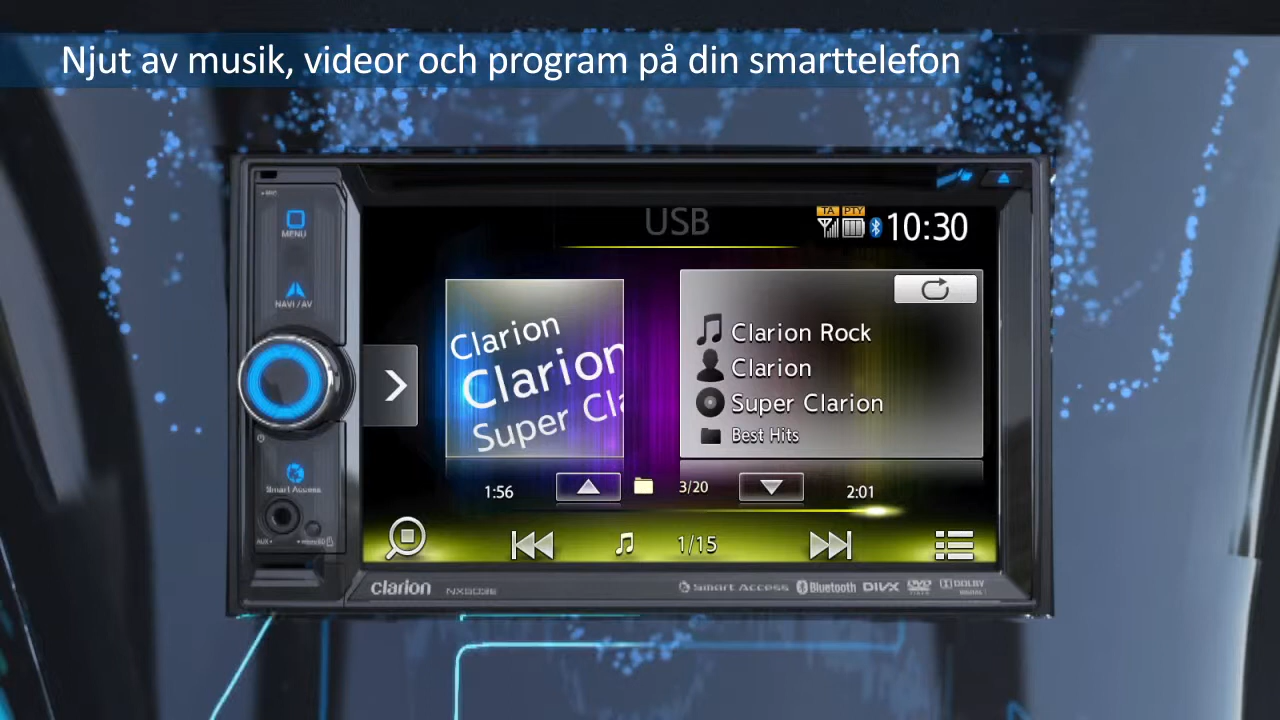 Njut av musik, videor och program på din smarttelefon
USB
TA PTY
10:30
MENU
NAVI / AV
Clarion
Clarion
Super Cla
Clarion Rock
Clarion
Super Clarion
Best Hits
1:56
3/20
2:01
1/15
Smart Access
AUX
clarion
Smart Access Bluetooth DIVX DVD VIDEO DOLBY DIGITAL